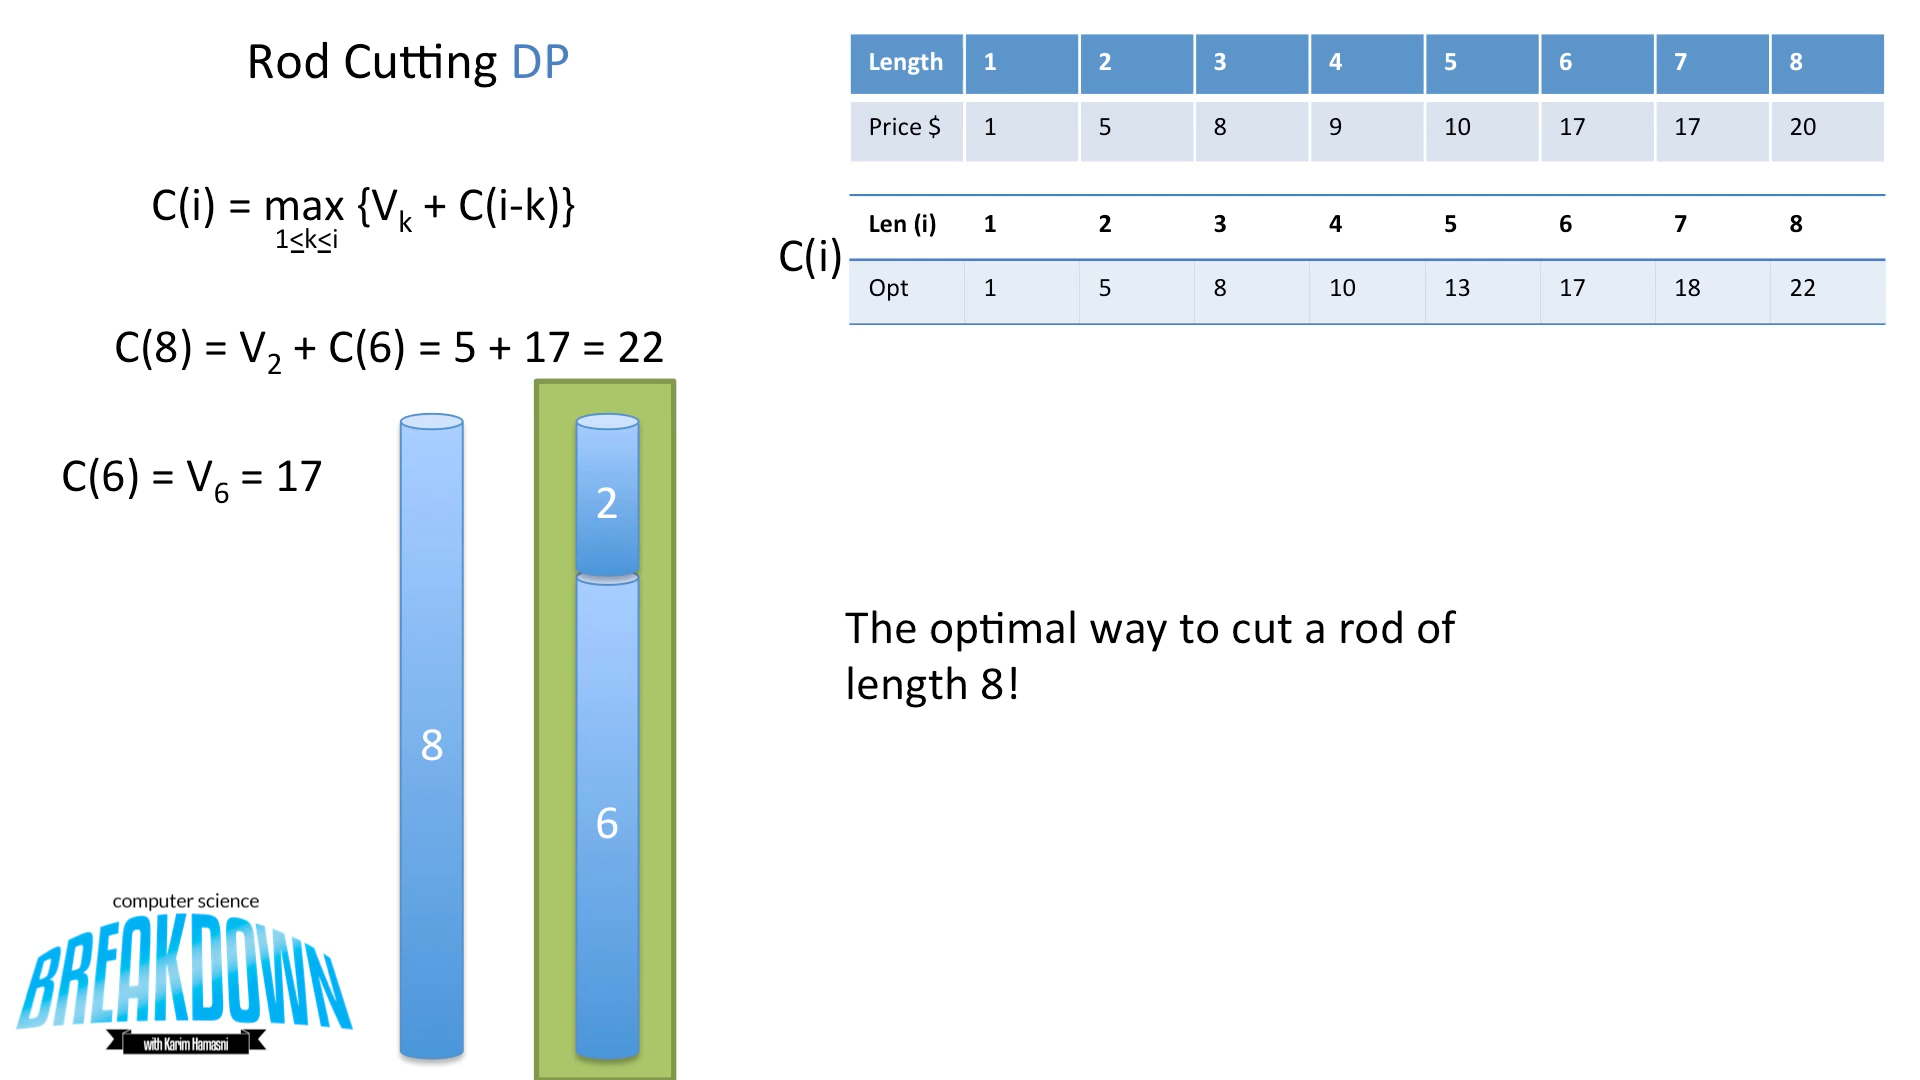 Rod Cutting DP
C(i) = max {Vk + C(i-k)}
1≤k≤i
C(8) = V2 + C(6) = 5 + 17 = 22
C(6) = V6 = 17
8
2
6
Length 1 2 3 4 5 6 7 8
Price $ 1 5 8 9 10 17 17 20
C(i)
Len (i) 1 2 3 4 5 6 7 8
Opt 1 5 8 10 13 17 18 22
The optimal way to cut a rod of
length 8!
computer science
BREAKDOWN
with Karim Hamasni